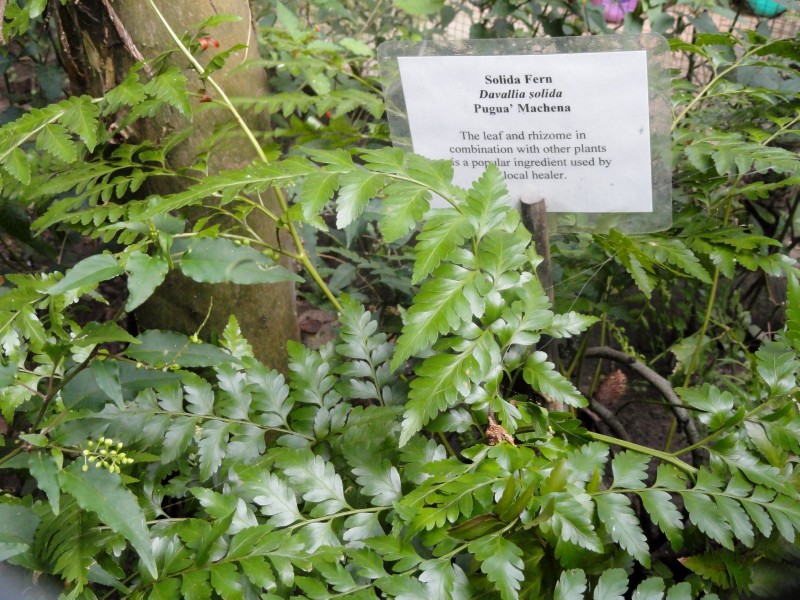 Solida Fern
Davallia solida
Pugua' Machena
The leaf and rhizome in
combination with other plants
is a popular ingredient used by
local healer.